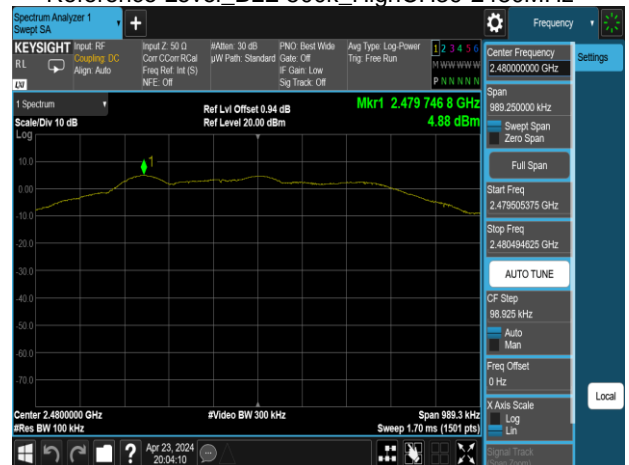 Spectrum Analyzer 1
Swept SA
Frequency
KEYSIGHT
RL
LXI
Input: RF
Coupling: DC
Align: Auto
Input Z: 50 Ω
Corr CCorr RCal
Freq Ref: Int (S)
NFE: Off
#Atten: 30 dB
µW Path: Standard
PNO: Best Wide
Gate: Off
IF Gain: Low
Sig Track: Off
Avg Type: Log-Power
Trig: Free Run
1 2 3 4 5 6
M W W W W W
P N N N N N
1 Spectrum
Scale/Div 10 dB
Log
Ref Lvl Offset 0.94 dB
Ref Level 20.00 dBm
Mkr1 2.479 746 8 GHz
4.88 dBm
1
10.0
0.00
-10.0
-20.0
-30.0
-40.0
-50.0
-60.0
-70.0
Center 2.4800000 GHz
#Res BW 100 kHz
#Video BW 300 kHz
Span 989.3 kHz
Sweep 1.70 ms (1501 pts)
Center Frequency
2.480000000 GHz
Settings
Span
989.250000 kHz
Swept Span
Zero Span
Full Span
Start Freq
2.479505375 GHz
Stop Freq
2.480494625 GHz
AUTO TUNE
CF Step
98.925 kHz
Auto
Man
Freq Offset
0 Hz
X Axis Scale
Log
Lin
Local
Signal Track
(Span Zoom)
Apr 23, 2024
20:04:10